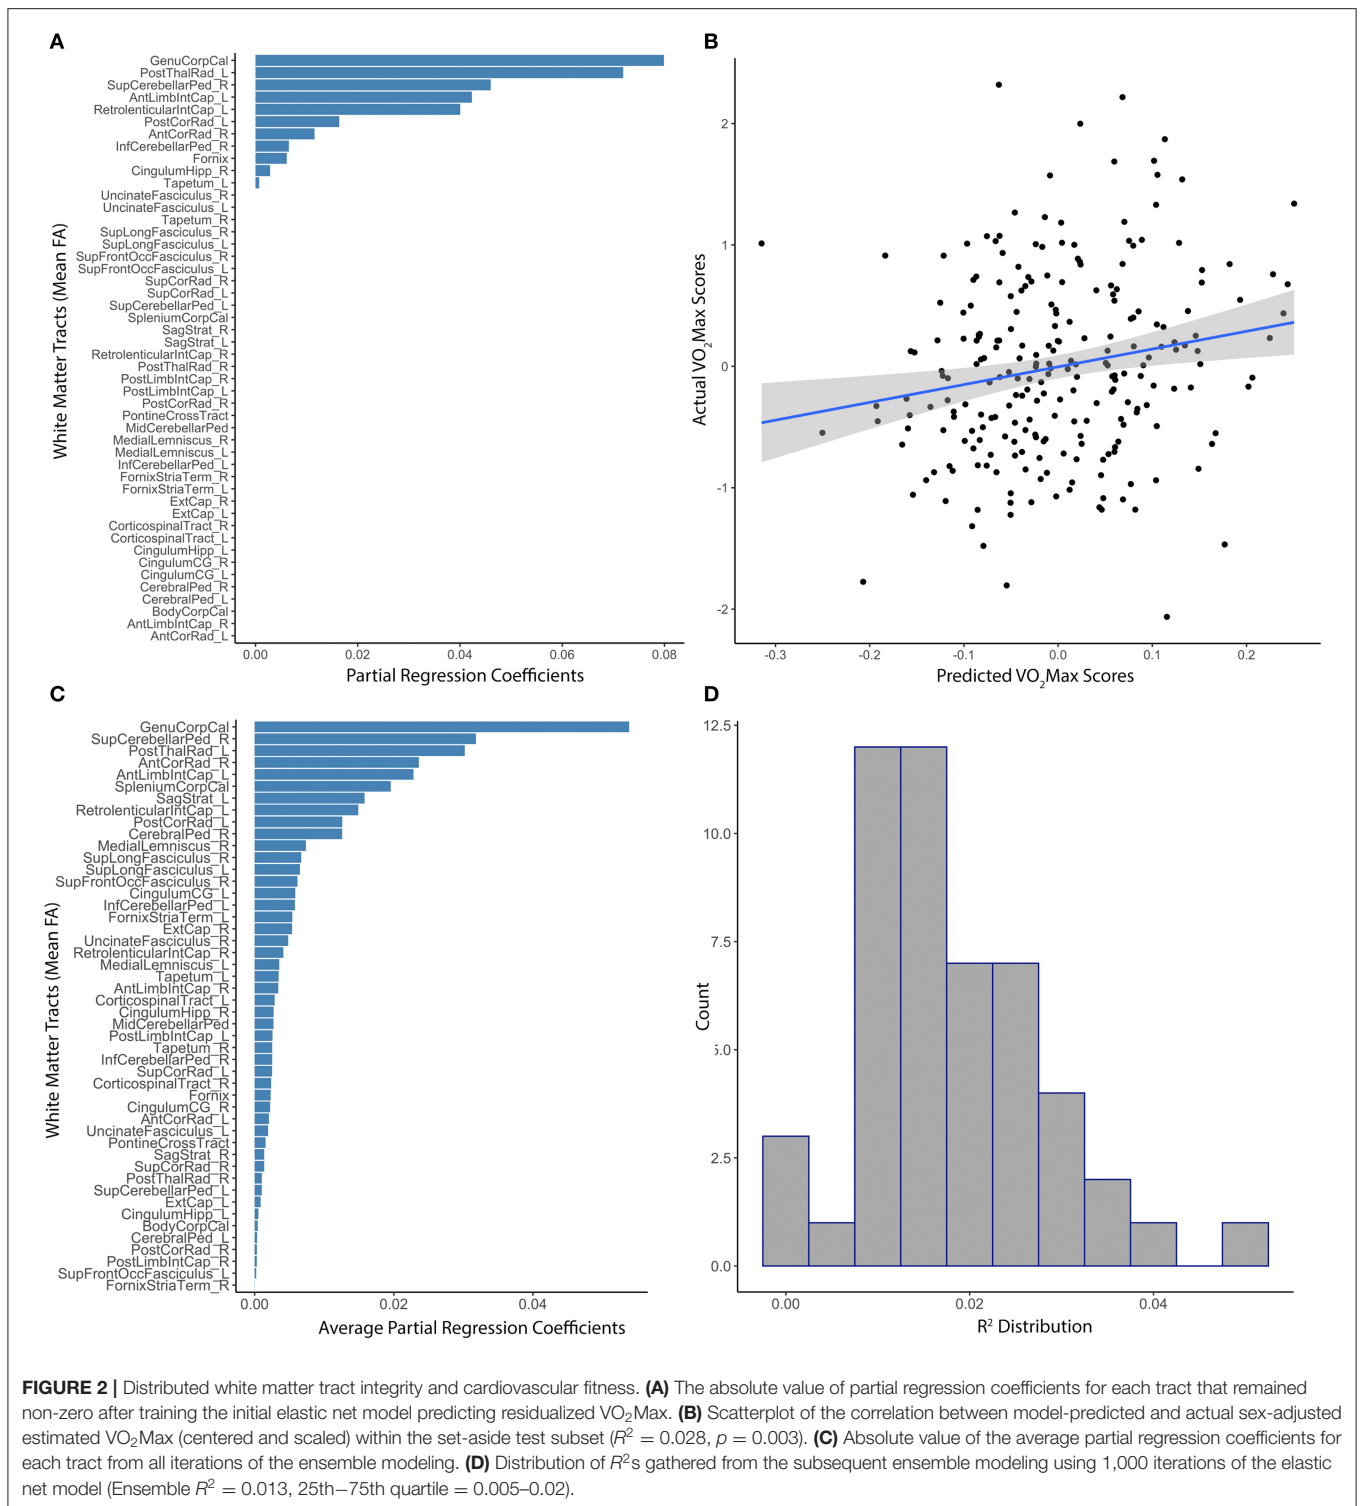 A
GenuCorpCal
PostThalRad_L
SupCerebellarPed_R
AntLimbIntCap_L
RetrolenticularIntCap_L
PostCorRad_L
AntCorRad_R
InfCerebellarPed_R
Fornix
CingulumHipp_R
Tapetum_L
UncinateFasciculus_R
UncinateFasciculus_L
Tapetum_R
SupLongFasciculus_R
SupLongFasciculus_L
SupFrontOccFasciculus_R
SupFrontOccFasciculus_L
SupCorRad_R
SupCorRad_L
SupCerebellarPed_L
SpleniumCorpCal
SagStrat_R
SagStrat_L
RetrolenticularIntCap_R
PostThalRad_R
PostLimbIntCap_R
PostLimbIntCap_L
PostCorRad_R
PontineCrossTract
MidCerebellarPed
MedialLemniscus_R
MedialLemniscus_L
InfCerebellarPed_L
FornixStriaTerm_R
FornixStriaTerm_L
ExtCap_R
ExtCap_L
CorticospinalTract_R
CorticospinalTract_L
CingulumHipp_L
CingulumCG_R
CingulumCG_L
CerebralPed_R
CerebralPed_L
BodyCorpCal
AntLimbIntCap_R
AntCorRad_L
White Matter Tracts (Mean FA)
0.00 0.02 0.04 0.06 0.08
Partial Regression Coefficients
B
2
1
0
-1
-2
Actual VO2Max Scores
-0.3 -0.2 -0.1 0.0 0.1 0.2
Predicted VO2Max Scores
C
GenuCorpCal
SupCerebellarPed_R
PostThalRad_L
AntCorRad_R
AntLimbIntCap_L
SpleniumCorpCal
SagStrat_L
RetrolenticularIntCap_L
PostCorRad_L
CerebralPed_R
MedialLemniscus_R
SupLongFasciculus_R
SupLongFasciculus_L
SupFrontOccFasciculus_R
CingulumCG_L
InfCerebellarPed_L
FornixStriaTerm_L
ExtCap_R
UncinateFasciculus_R
RetrolenticularIntCap_R
MedialLemniscus_L
Tapetum_L
AntLimbIntCap_R
CorticospinalTract_L
CingulumHipp_R
MidCerebellarPed
PostLimbIntCap_L
Tapetum_R
InfCerebellarPed_R
SupCorRad_L
CorticospinalTract_R
Fornix
CingulumCG_R
AntCorRad_L
UncinateFasciculus_L
PontineCrossTract
SagStrat_R
SupCorRad_R
PostThalRad_R
SupCerebellarPed_L
ExtCap_L
CingulumHipp_L
BodyCorpCal
CerebralPed_L
PostCorRad_R
PostLimbIntCap_R
SupFrontOccFasciculus_L
FornixStriaTerm_R
White Matter Tracts (Mean FA)
0.00 0.02 0.04
Average Partial Regression Coefficients
D
12.5
10.0
7.5
5.0
2.5
0.0
Count
0.00 0.02 0.04
R² Distribution
FIGURE 2 | Distributed white matter tract integrity and cardiovascular fitness. (A) The absolute value of partial regression coefficients for each tract that remained
non-zero after training the initial elastic net model predicting residualized VO2Max. (B) Scatterplot of the correlation between model-predicted and actual sex-adjusted
estimated VO2Max (centered and scaled) within the set-aside test subset (R² = 0.028, p = 0.003). (C) Absolute value of the average partial regression coefficients for
each tract from all iterations of the ensemble modeling. (D) Distribution of R²s gathered from the subsequent ensemble modeling using 1,000 iterations of the elastic
net model (Ensemble R² = 0.013, 25th−75th quartile = 0.005–0.02).